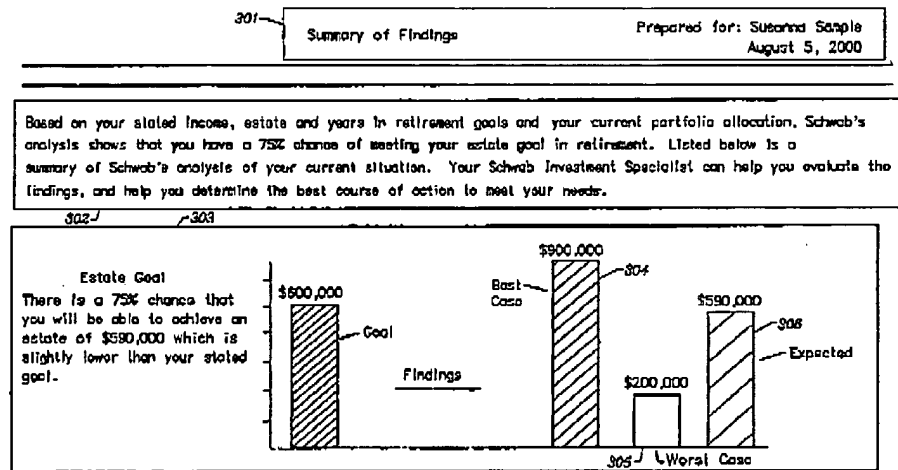 301
Summary of Findings
Prepared for: Susanna Sample
August 5, 2000
Based on your stated income, estate and years in retirement goals and your current portfolio allocation, Schwab's
analysis shows that you have a 75% chance of meeting your estate goal in retirement. Listed below is a
summary of Schwab's analysis of your current situation. Your Schwab Investment Specialist can help you evaluate the
findings, and help you determine the best course of action to meet your needs.
302
303
Estate Goal
There is a 75% chance that
you will be able to achieve an
estate of $590,000 which is
slightly lower than your stated
goal.
$600,000
Goal
Findings
$900,000
Best
Case
304
$200,000
305
Worst Case
$590,000
306
Expected